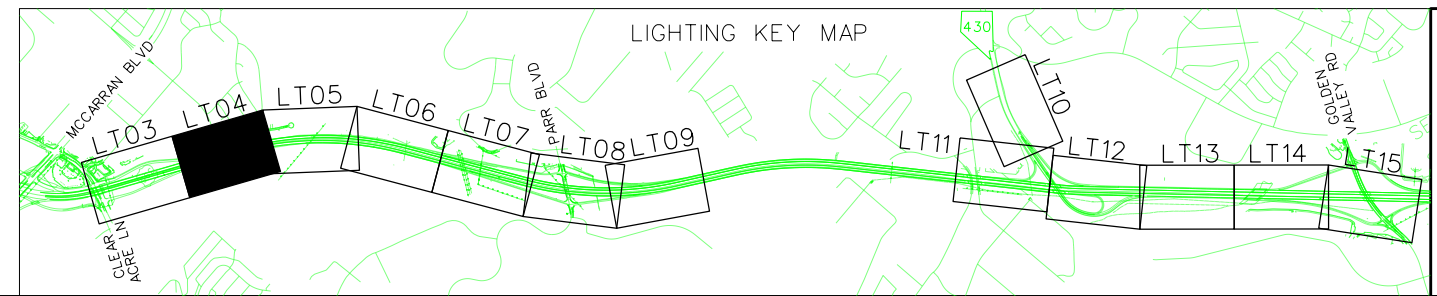 LIGHTING KEY MAP
430
MCCARRAN BLVD
LT03
LT04
LT05
LT06
LT07
PARR BLVD
LT08
LT09
LT10
LT11
LT12
LT13
LT14
GOLDEN
VALLEY RD
LT15
CLEAR
ACRE LN